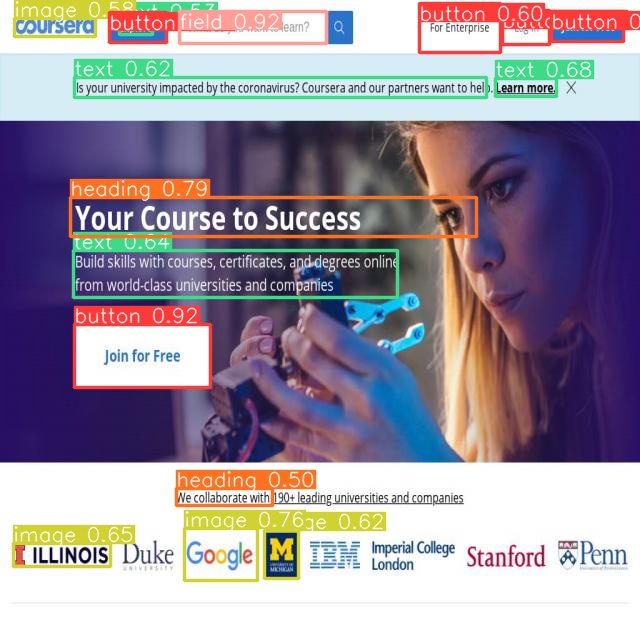 image 0.58
button
field 0.92
button 0.60
button
coursera
learn?
For Enterprise
Log In
text 0.62
text 0.68
Is your university impacted by the coronavirus? Coursera and our partners want to help. Learn more. X
heading 0.79
Your Course to Success
text 0.64
Build skills with courses, certificates, and degrees online
from world-class universities and companies
button 0.92
Join for Free
heading 0.50
We collaborate with 190+ leading universities and companies
image 0.65
image 0.76
ge 0.62
I ILLINOIS
Duke
UNIVERSITY
Google
M
UNIVERSITY OF
MICHIGAN
IBM
Imperial College
London
Stanford
Penn